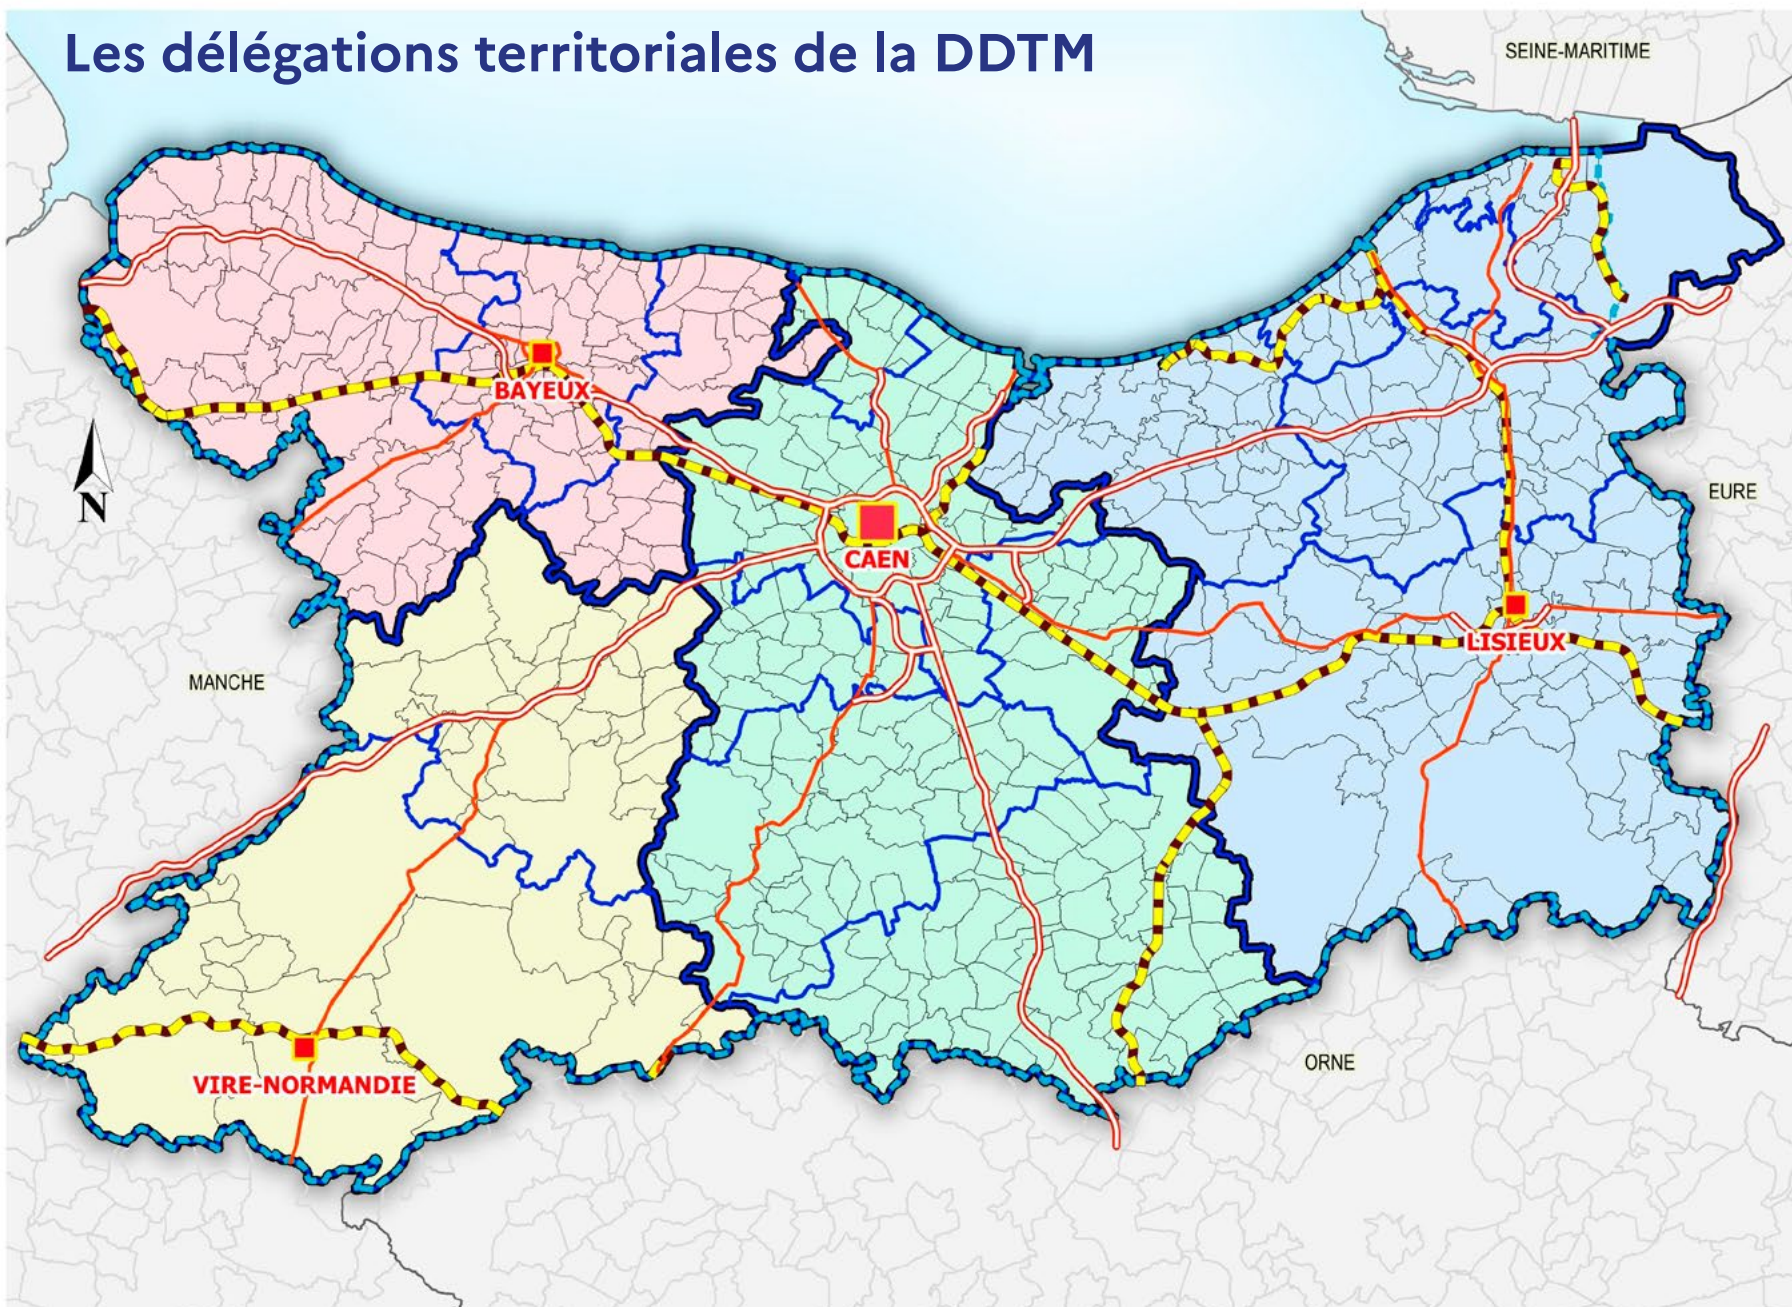 Les délégations territoriales de la DDTM
SEINE-MARITIME
BAYEUX
EURE
N
CAEN
LISIEUX
MANCHE
ORNE
VIRE-NORMANDIE